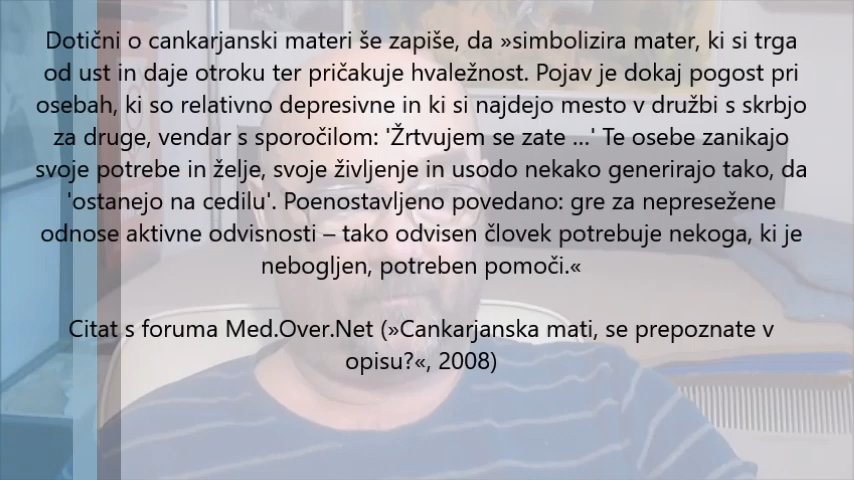 Dotični o cankarjanski materi še zapiše, da »simbolizira mater, ki si trga
od ust in daje otroku ter pričakuje hvaležnost. Pojav je dokaj pogost pri
osebah, ki so relativno depresivne in ki si najdejo mesto v družbi s skrbjo
za druge, vendar s sporočilom: 'Žrtvujem se zate ...' Te osebe zanikajo
svoje potrebe in želje, svoje življenje in usodo nekako generirajo tako, da
'ostanejo na cedilu'. Poenostavljeno povedano: gre za nepresežene
odnose aktivne odvisnosti – tako odvisen človek potrebuje nekoga, ki je
nebogljen, potreben pomoči.«
Citat s foruma Med.Over.Net (»Cankarjanska mati, se prepoznate v
opisu?«, 2008)